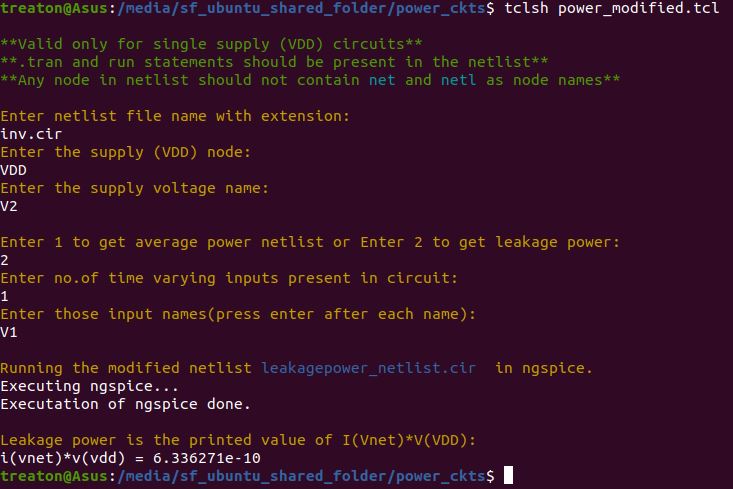 treaton@Asus:/media/sf_ubuntu_shared_folder/power_ckts$ tclsh power_modified.tcl
**Valid only for single supply (VDD) circuits**
**.tran and run statements should be present in the netlist**
**Any node in netlist should not contain net and netl as node names**
Enter netlist file name with extension:
inv.cir
Enter the supply (VDD) node:
VDD
Enter the supply voltage name:
V2
Enter 1 to get average power netlist or Enter 2 to get leakage power:
2
Enter no.of time varying inputs present in circuit:
1
Enter those input names(press enter after each name):
V1
Running the modified netlist leakagepower_netlist.cir  in ngspice.
Executing ngspice...
Executation of ngspice done.
Leakage power is the printed value of I(Vnet)*V(VDD):
i(vnet)*v(vdd) = 6.336271e-10
treaton@Asus:/media/sf_ubuntu_shared_folder/power_ckts$